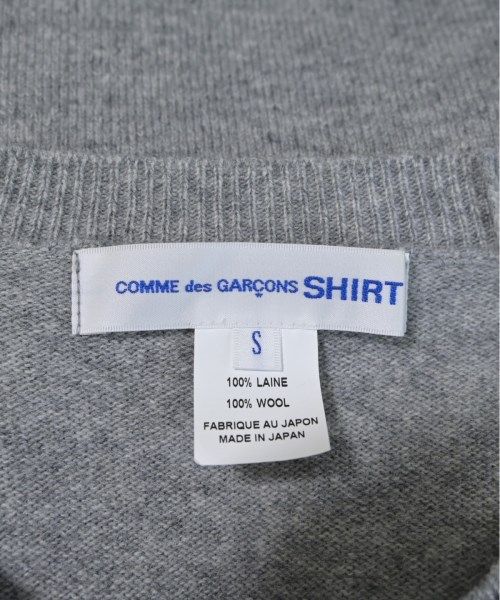 COMME des GARÇONS SHIRT
S
100% LAINE
100% WOOL
FABRIQUE AU JAPON
MADE IN JAPAN